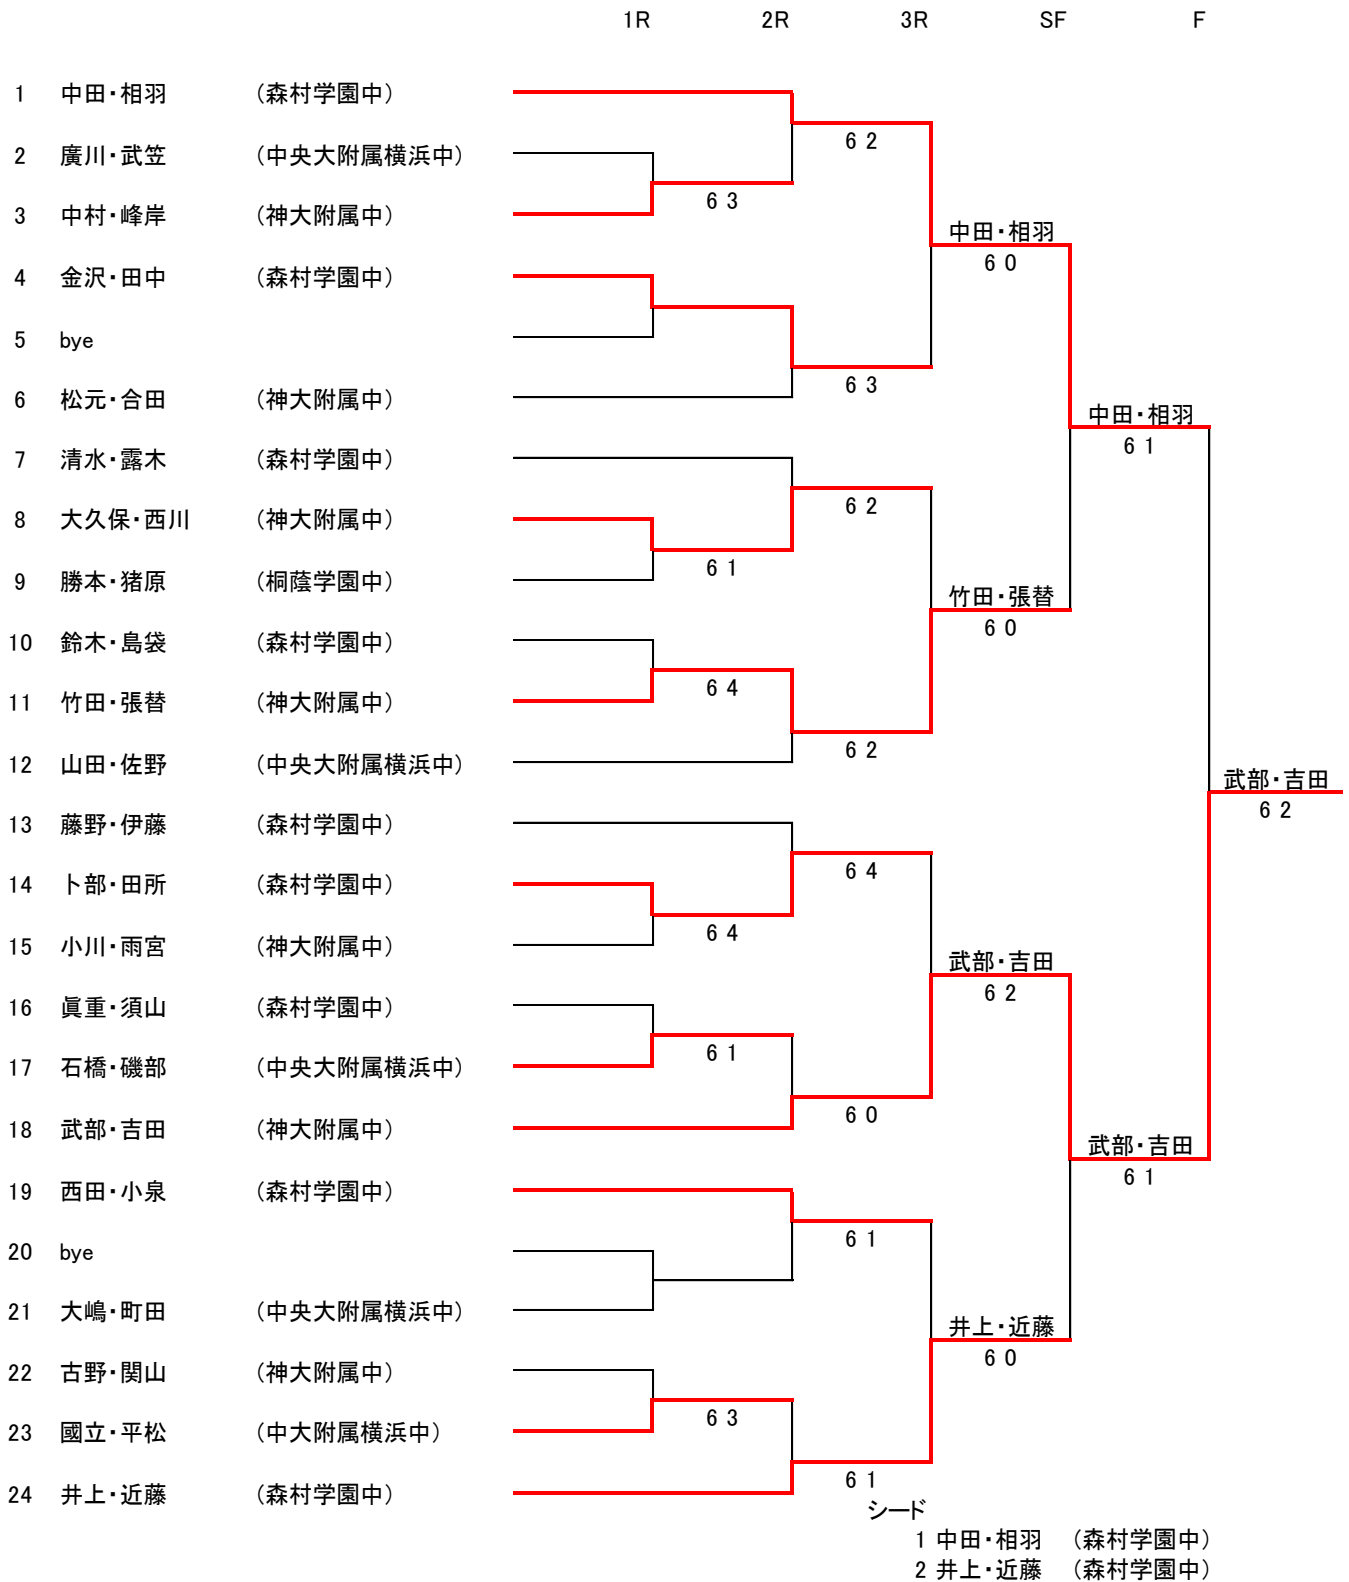 1R 2R 3R SF F
1 中田・相羽 （森村学園中）
6 2
2 廣川・武笠 （中央大附属横浜中）
6 3
3 中村・峰岸 （神大附属中）
中田・相羽
6 0
4 金沢・田中 （森村学園中）
5 bye
6 3
6 松元・合田 （神大附属中）
中田・相羽
6 1
7 清水・露木 （森村学園中）
6 2
8 大久保・西川 （神大附属中）
6 1
9 勝本・猪原 （桐蔭学園中）
竹田・張替
6 0
10 鈴木・島袋 （森村学園中）
6 4
11 竹田・張替 （神大附属中）
6 2
12 山田・佐野 （中央大附属横浜中）
武部・吉田
6 2
13 藤野・伊藤 （森村学園中）
6 4
14 卜部・田所 （森村学園中）
6 4
15 小川・雨宮 （神大附属中）
武部・吉田
6 2
16 眞重・須山 （森村学園中）
6 1
17 石橋・磯部 （中央大附属横浜中）
6 0
18 武部・吉田 （神大附属中）
武部・吉田
6 1
19 西田・小泉 （森村学園中）
6 1
20 bye
21 大嶋・町田 （中央大附属横浜中）
井上・近藤
6 0
22 古野・関山 （神大附属中）
6 3
23 國立・平松 （中大附属横浜中）
6 1
24 井上・近藤 （森村学園中）
シード
1 中田・相羽 （森村学園中）
2 井上・近藤 （森村学園中）